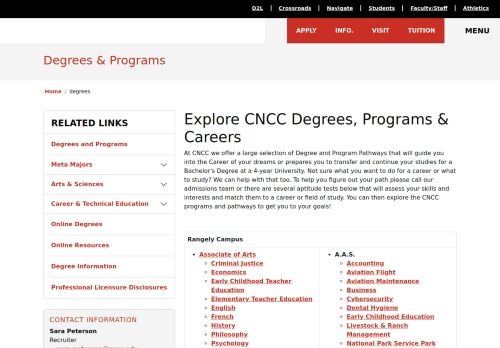 D2L | Crossroads | Navigate | Students | Faculty/Staff | Athletics
APPLY INFO. VISIT TUITION MENU
Degrees & Programs
Home / degrees
RELATED LINKS
Degrees and Programs
Meta Majors
Arts & Sciences
Career & Technical Education
Online Degrees
Online Resources
Degree Information
Professional Licensure Disclosures
CONTACT INFORMATION
Sara Peterson
Recruiter
Explore CNCC Degrees, Programs &
Careers
At CNCC we offer a large selection of Degree and Program Pathways that will guide you
into the Career of your dreams or prepares you to transfer and continue your studies for a
Bachelor's Degree at a 4-year University. Not sure what you want to do for a career or what
to study? We can help with that too. To help you figure out your path please call our
admissions team or there are several aptitude tests below that will assess your skills and
interests and match them to a career or field of study. You can then explore the CNCC
programs and pathways to get you to your goals!
Rangely Campus
Associate of Arts
Criminal Justice
Economics
Early Childhood Teacher
Education
Elementary Teacher Education
English
French
History
Philosophy
Psychology
A.A.S.
Accounting
Aviation Flight
Aviation Maintenance
Business
Cybersecurity
Dental Hygiene
Early Childhood Education
Livestock & Ranch
Management
National Park Service Park